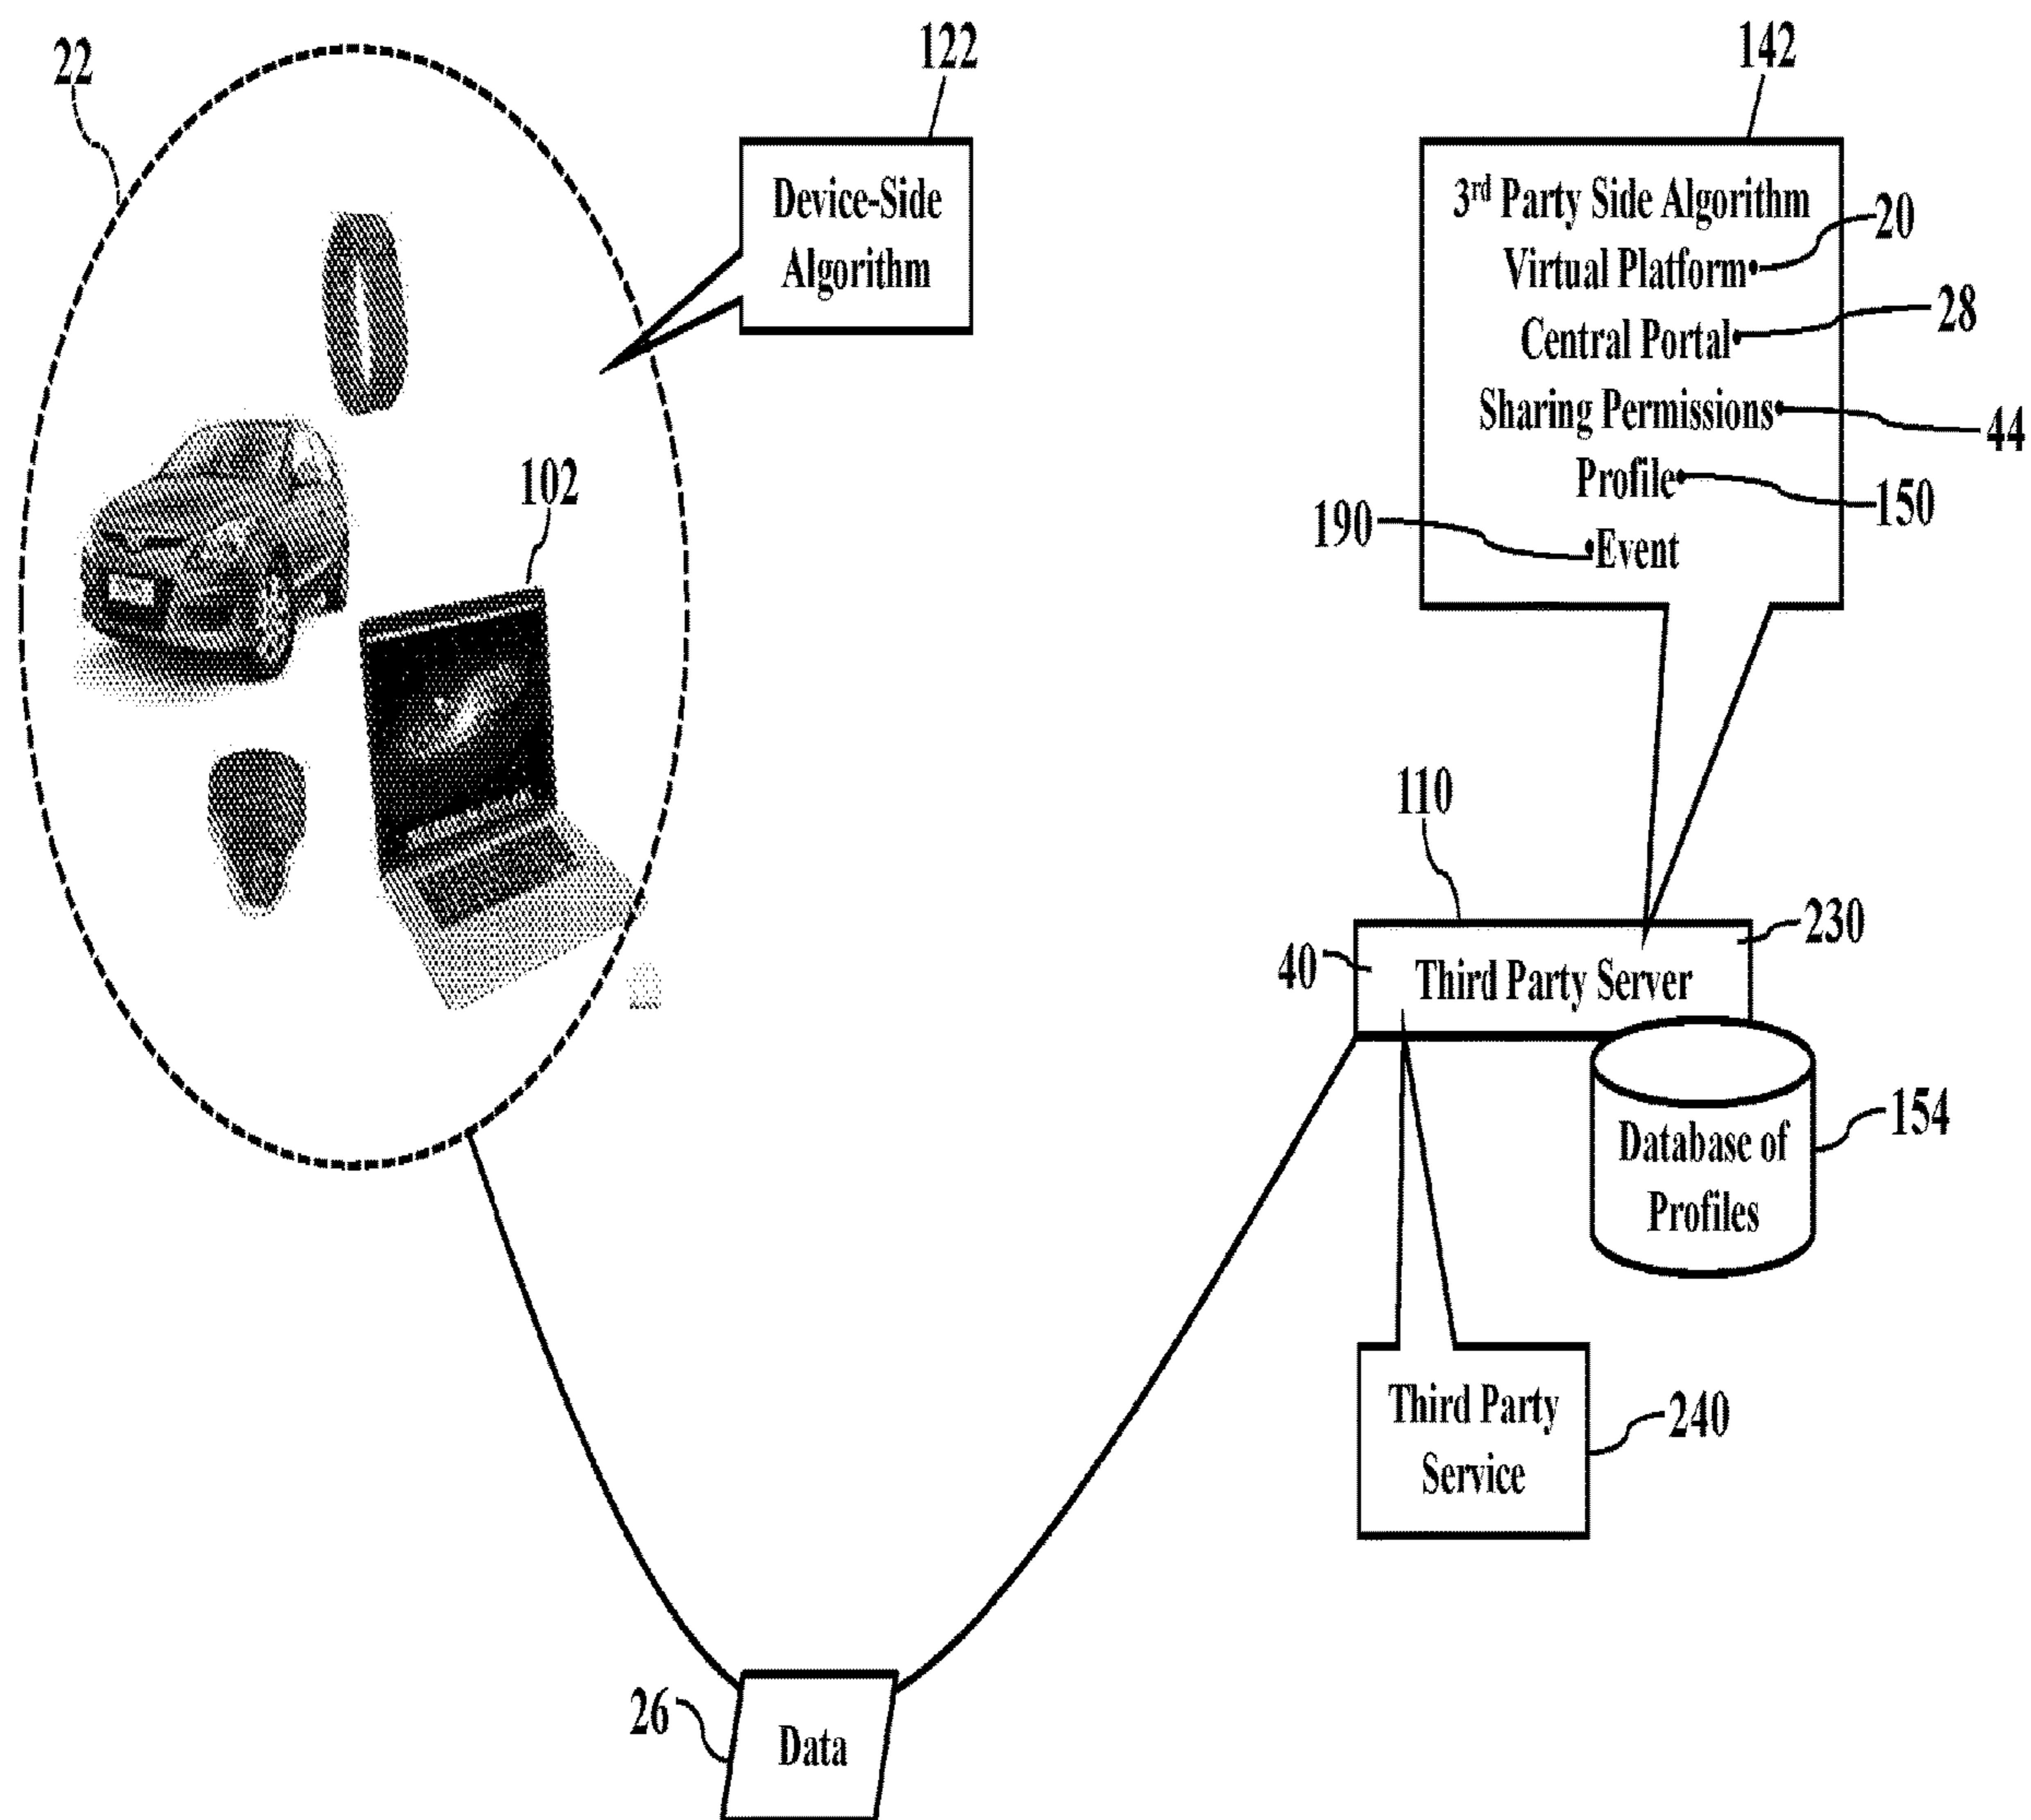 22
122
142
Device-Side
Algorithm
3rd Party Side Algorithm
Virtual Platform
20
Central Portal
28
Sharing Permissions
44
Profile
150
190
Event
102
110
230
40
Third Party Server
Database of
Profiles
154
Third Party
Service
240
26
Data